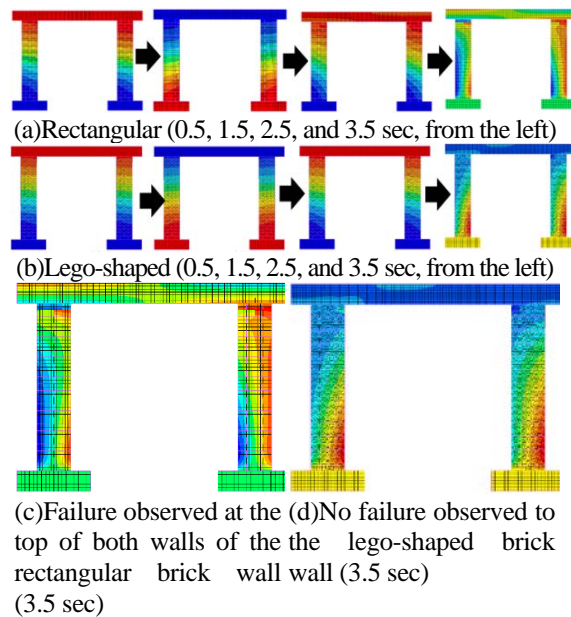 (a)Rectangular (0.5, 1.5, 2.5, and 3.5 sec, from the left)
(b)Lego-shaped (0.5, 1.5, 2.5, and 3.5 sec, from the left)
(c)Failure observed at the
top of both walls of the
rectangular brick wall
(3.5 sec)
(d)No failure observed to
the lego-shaped brick
wall (3.5 sec)